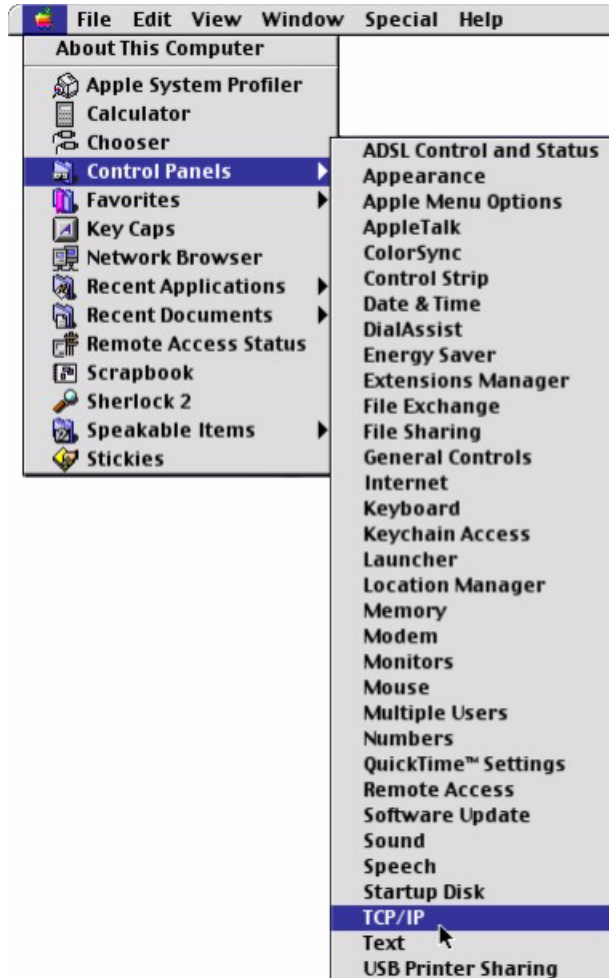 File Edit View Window Special Help
About This Computer
Apple System Profiler
Calculator
Chooser
Control Panels
Favorites
Key Caps
Network Browser
Recent Applications
Recent Documents
Remote Access Status
Scrapbook
Sherlock 2
Speakable Items
Stickies
ADSL Control and Status
Appearance
Apple Menu Options
AppleTalk
ColorSync
Control Strip
Date & Time
DialAssist
Energy Saver
Extensions Manager
File Exchange
File Sharing
General Controls
Internet
Keyboard
Keychain Access
Launcher
Location Manager
Memory
Modem
Monitors
Mouse
Multiple Users
Numbers
QuickTime™ Settings
Remote Access
Software Update
Sound
Speech
Startup Disk
TCP/IP
Text
USB Printer Sharing